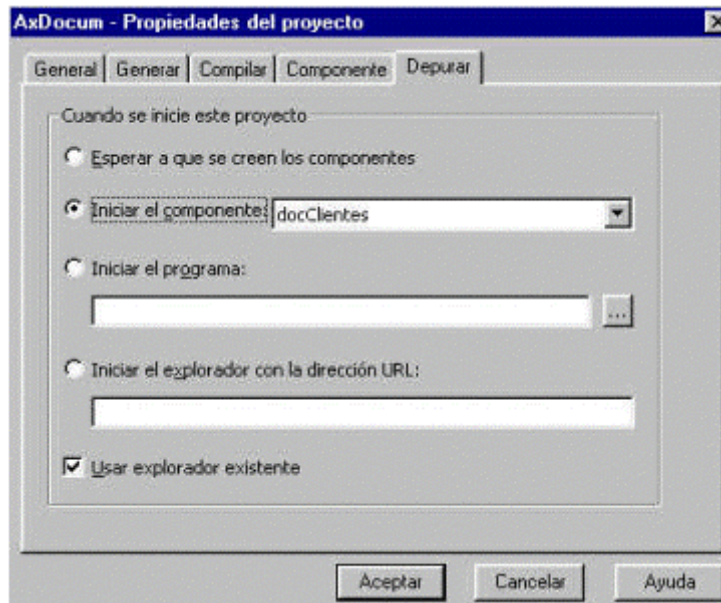 AxDocum - Propiedades del proyecto
General Generar Compilar Componente Depurar
Cuando se inicie este proyecto
Esperar a que se creen los componentes
Iniciar el componente: docClientes
Iniciar el programa:
...
Iniciar el explorador con la dirección URL:
Usar explorador existente
Aceptar Cancelar Ayuda